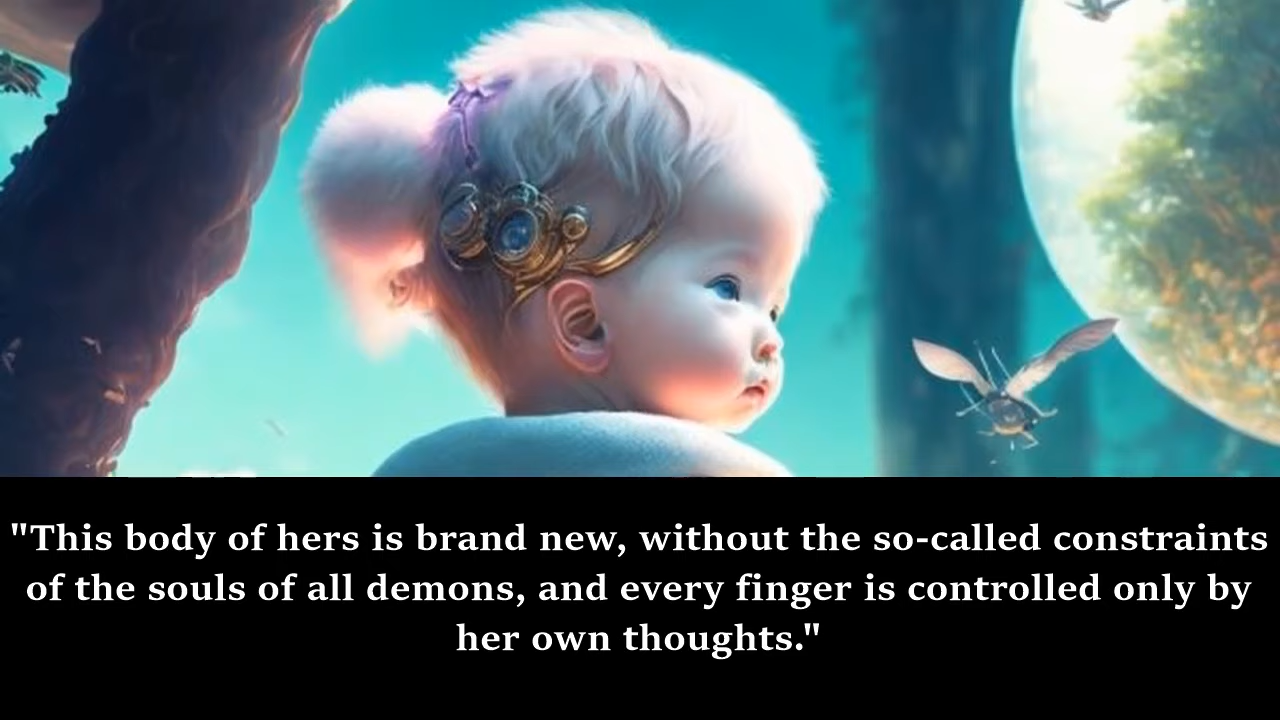 "This body of hers is brand new, without the so-called constraints
of the souls of all demons, and every finger is controlled only by
her own thoughts."